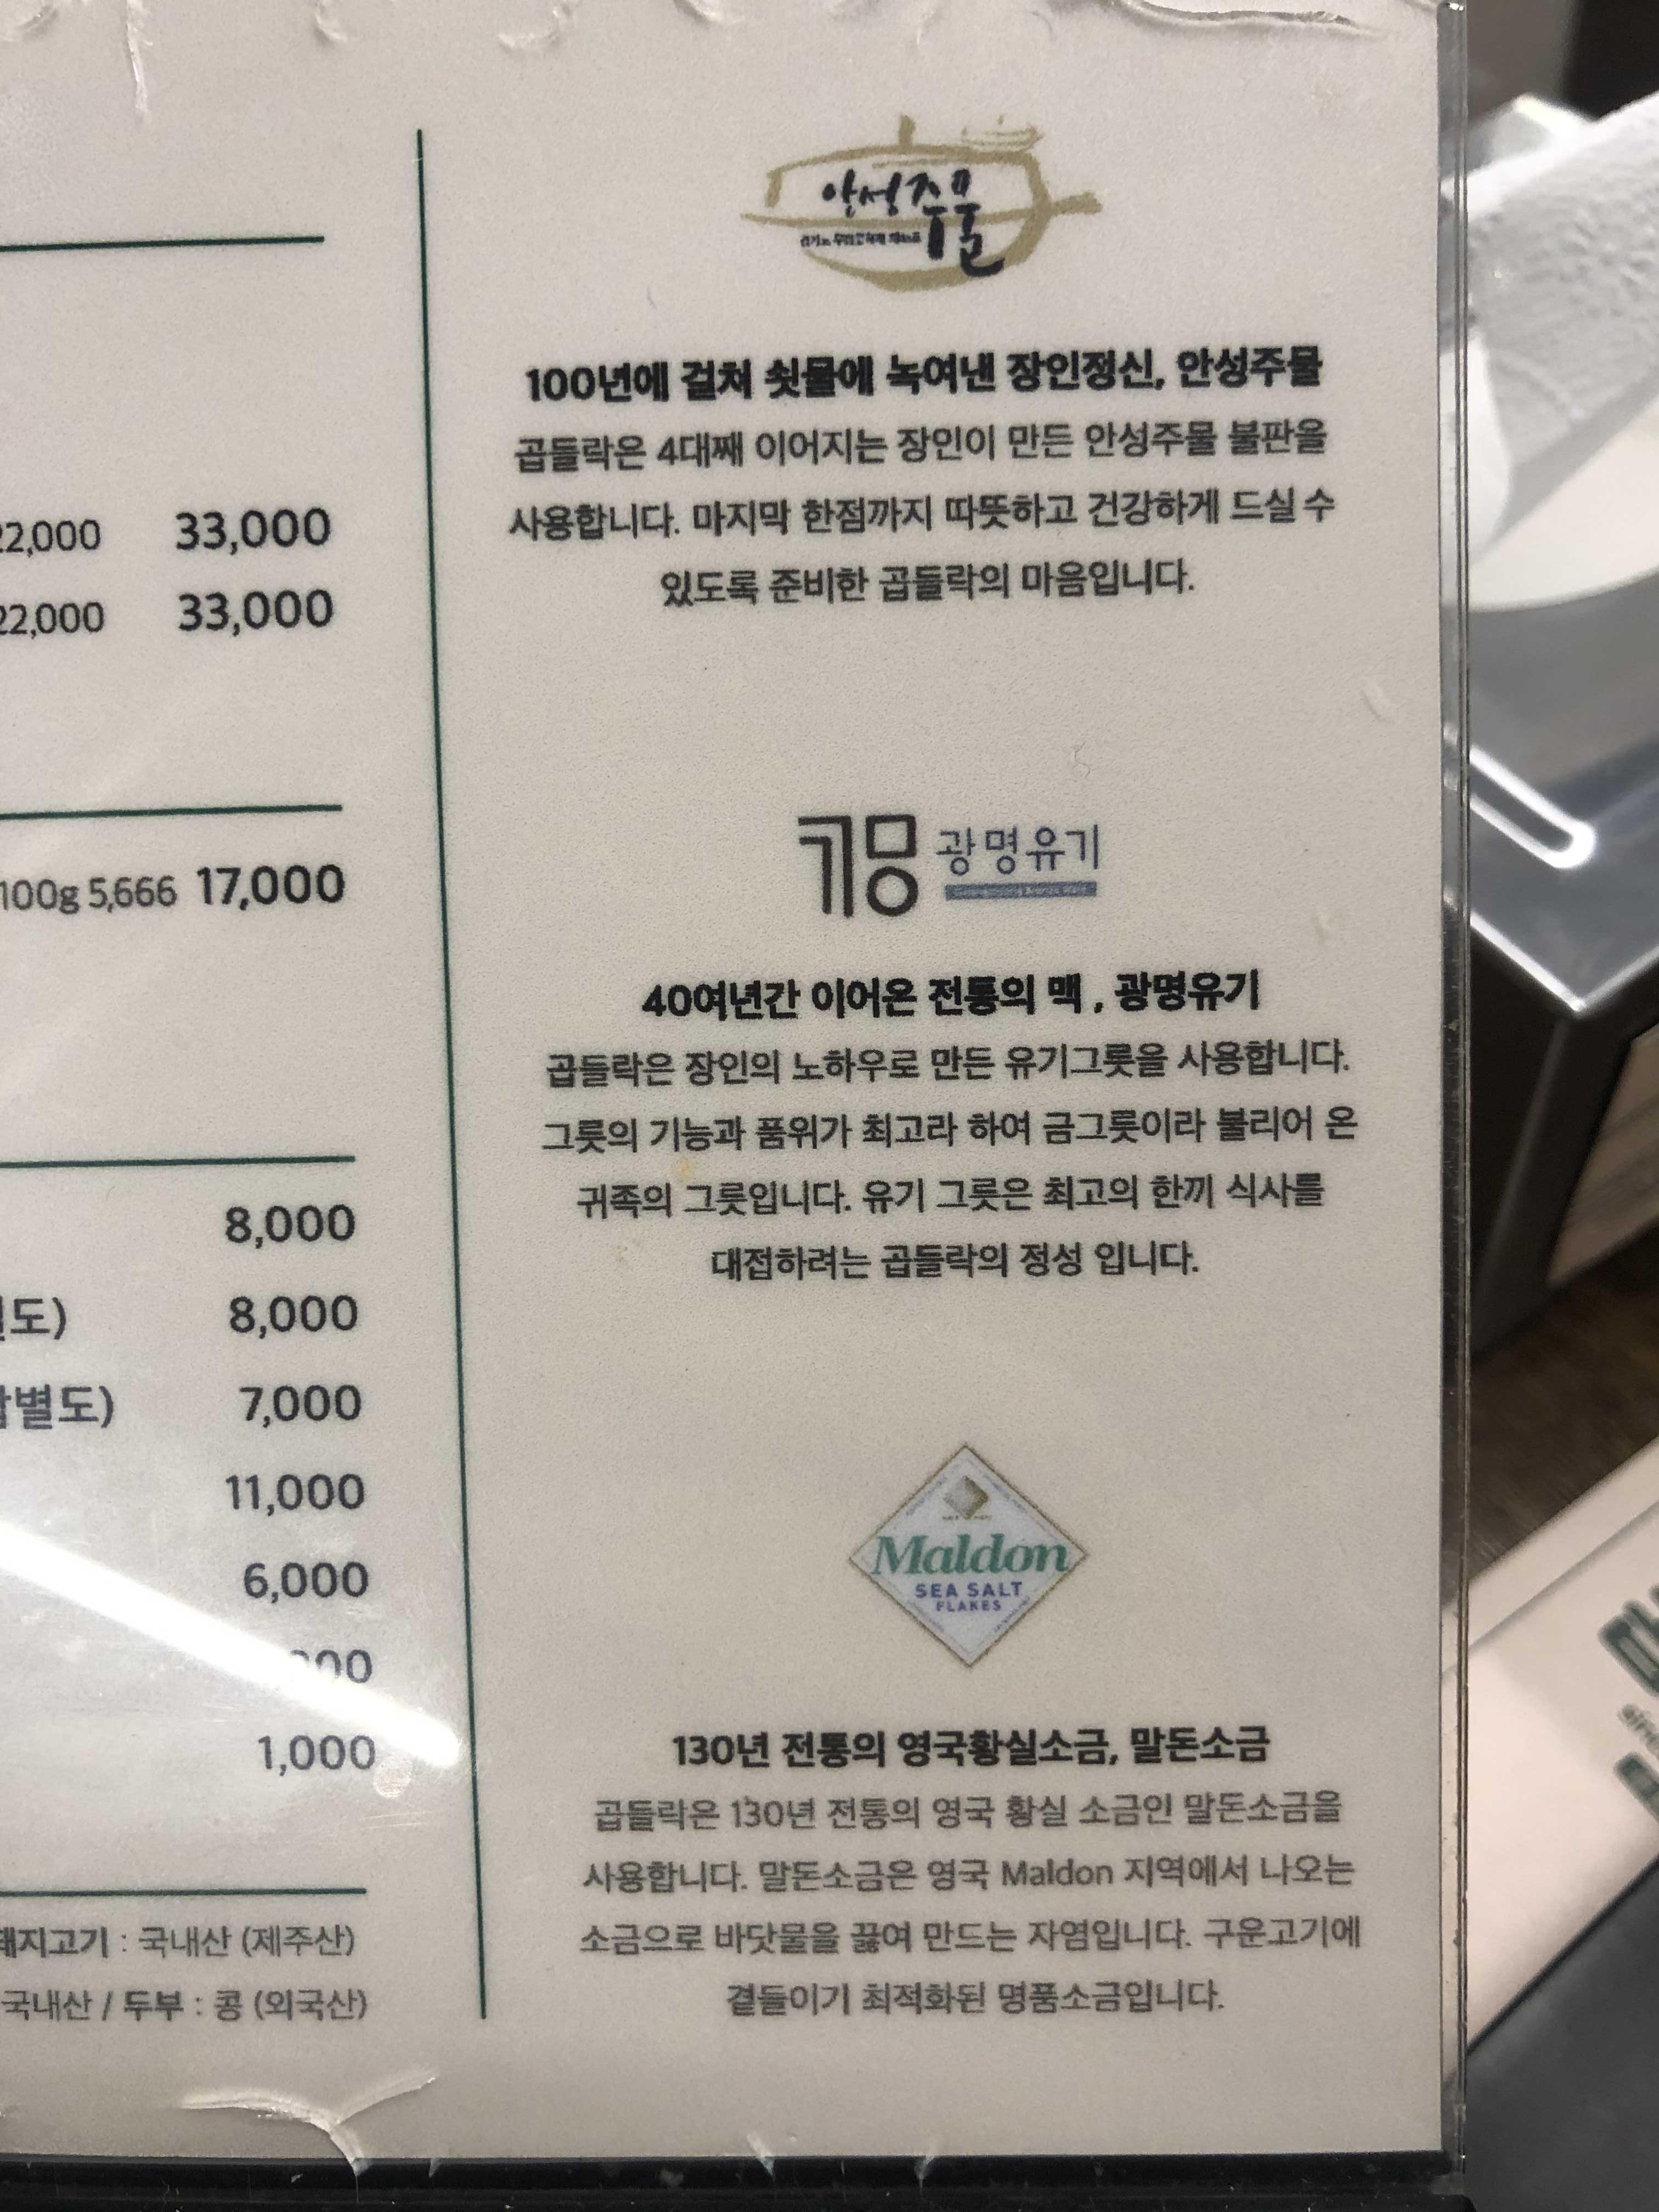 22,000 33,000
22,000 33,000
100g 5,666 17,000
8,000
도) 8,000
별도) 7,000
11,000
6,000
1,000
돼지고기 : 국내산 (제주산)
국내산 / 두부 : 콩 (외국산)
안성주물
100년에 걸쳐 쇳물에 녹여낸 장인정신, 안성주물
곱들락은 4대째 이어지는 장인이 만든 안성주물 불판을
사용합니다. 마지막 한점까지 따뜻하고 건강하게 드실 수
있도록 준비한 곱들락의 마음입니다.
광명유기
40여년간 이어온 전통의 맥 , 광명유기
곱들락은 장인의 노하우로 만든 유기그릇을 사용합니다.
그릇의 기능과 품위가 최고라 하여 금그릇이라 불리어 온
귀족의 그릇입니다. 유기 그릇은 최고의 한끼 식사를
대접하려는 곱들락의 정성 입니다.
Maldon
SEA SALT
FLAKES
130년 전통의 영국황실소금, 말돈소금
곱들락은 130년 전통의 영국 황실 소금인 말돈소금을
사용합니다. 말돈소금은 영국 Maldon 지역에서 나오는
소금으로 바닷물을 끓여 만드는 자염입니다. 구운고기에
곁들이기 최적화된 명품소금입니다.